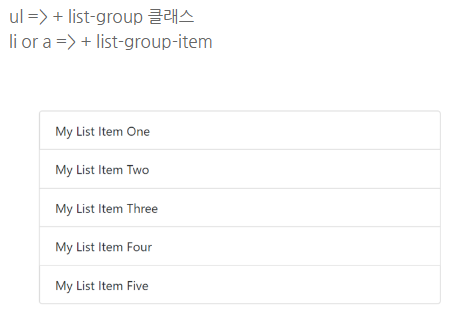 ul => + list-group 클래스
li or a => + list-group-item
My List Item One
My List Item Two
My List Item Three
My List Item Four
My List Item Five